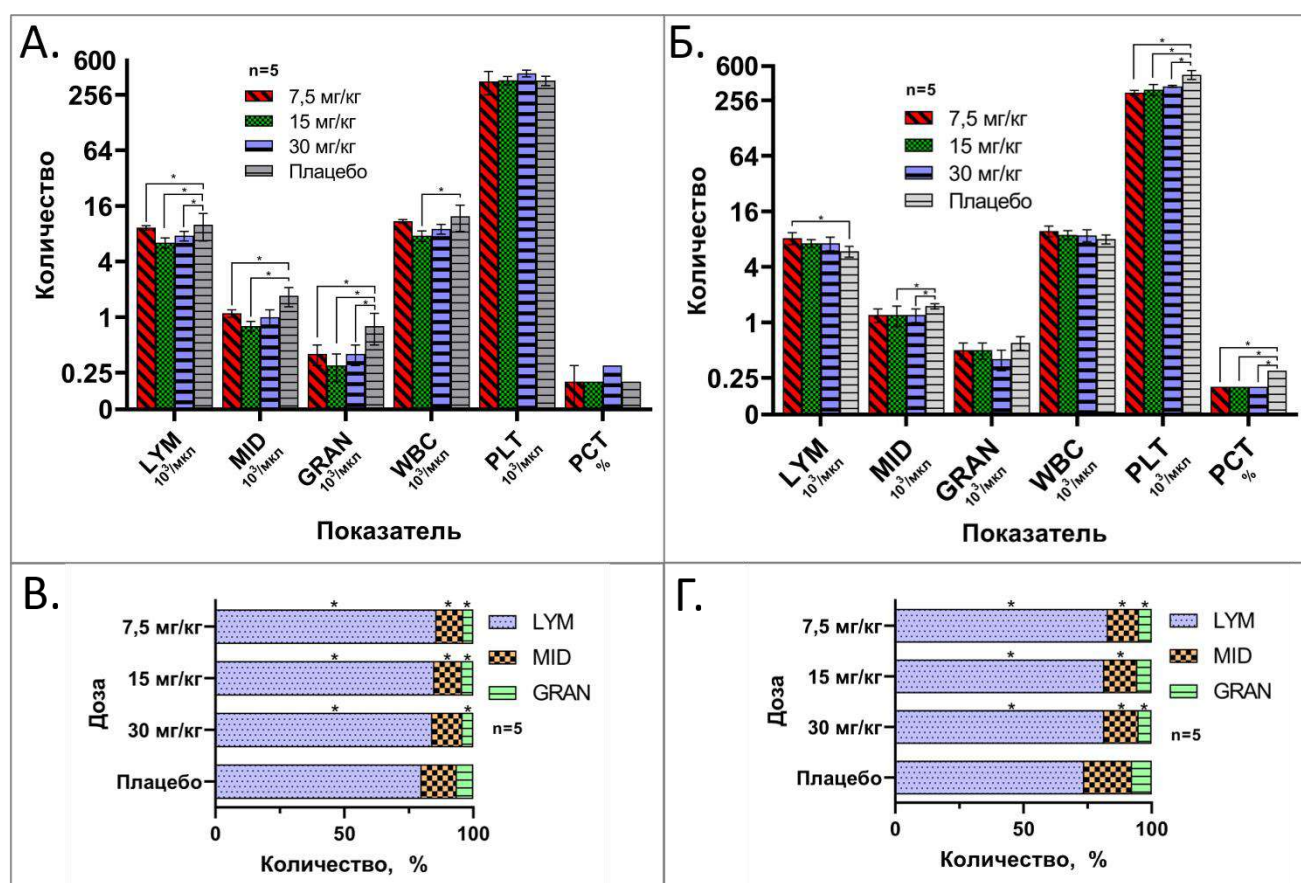 А.
600
256
64
16
4
1
0.25
0
Количество
n=5
7,5 мг/кг
15 мг/кг
30 мг/кг
Плацебо
* * * * * * * * *
LYM 10³/мкл
MID 10³/мкл
GRAN 10³/мкл
WBC 10³/мкл
PLT 10³/мкл
PCT %
Показатель
Б.
600
256
64
16
4
1
0.25
0
Количество
n=5
7,5 мг/кг
15 мг/кг
30 мг/кг
Плацебо
* * * * * * * * *
LYM 10³/мкл
MID 10³/мкл
GRAN 10³/мкл
WBC 10³/мкл
PLT 10³/мкл
PCT %
Показатель
В.
Доза
* * *
7,5 мг/кг
* * *
15 мг/кг
* *
30 мг/кг
Плацебо
0 50 100
Количество, %
LYM
MID
GRAN
n=5
Г.
Доза
* * *
7,5 мг/кг
* *
15 мг/кг
* * *
30 мг/кг
Плацебо
0 50 100
Количество, %
LYM
MID
GRAN
n=5